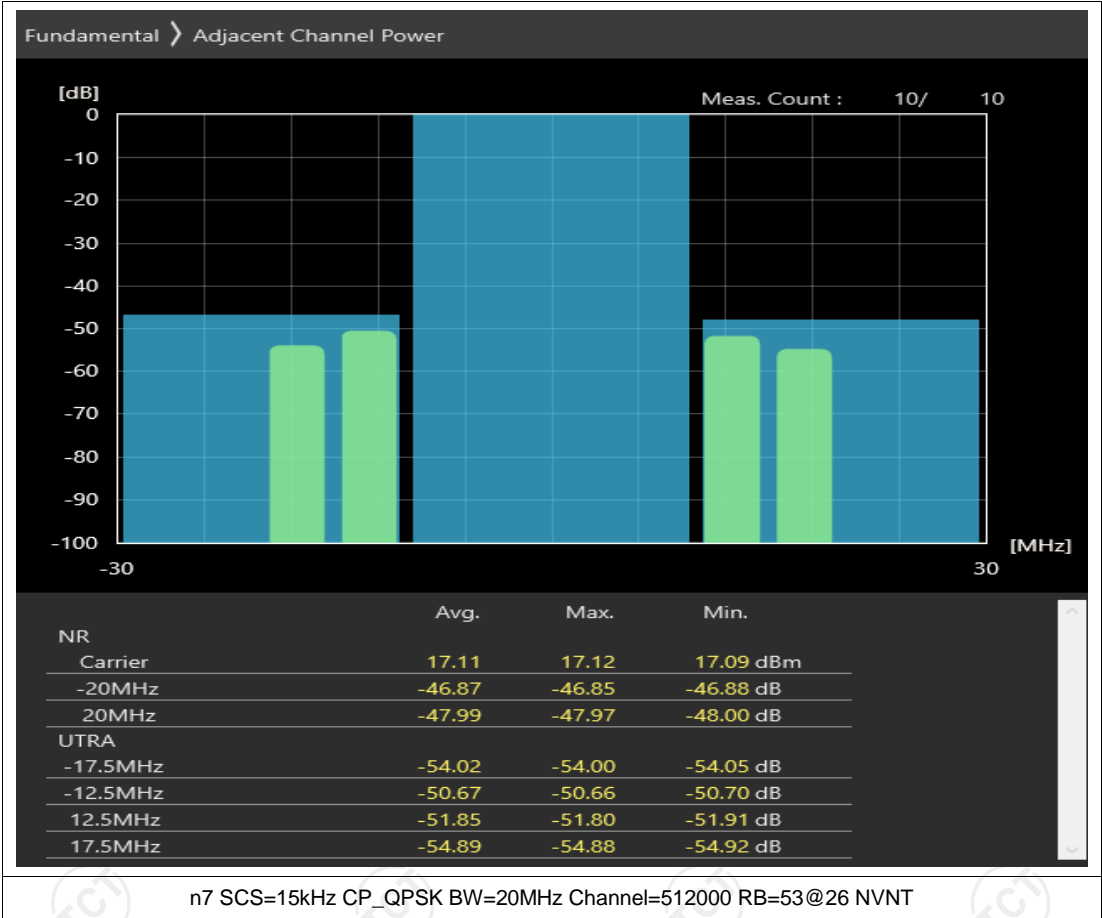 Fundamental 〉 Adjacent Channel Power
[dB]
Meas. Count : 10/ 10
0
-10
-20
-30
-40
-50
-60
-70
-80
-90
-100
[MHz]
-30 30
Avg. Max. Min.
NR
Carrier 17.11 17.12 17.09 dBm
-20MHz -46.87 -46.85 -46.88 dB
20MHz -47.99 -47.97 -48.00 dB
UTRA
-17.5MHz -54.02 -54.00 -54.05 dB
-12.5MHz -50.67 -50.66 -50.70 dB
12.5MHz -51.85 -51.80 -51.91 dB
17.5MHz -54.89 -54.88 -54.92 dB
n7 SCS=15kHz CP_QPSK BW=20MHz Channel=512000 RB=53@26 NVNT
TCT TCT TCT TCT